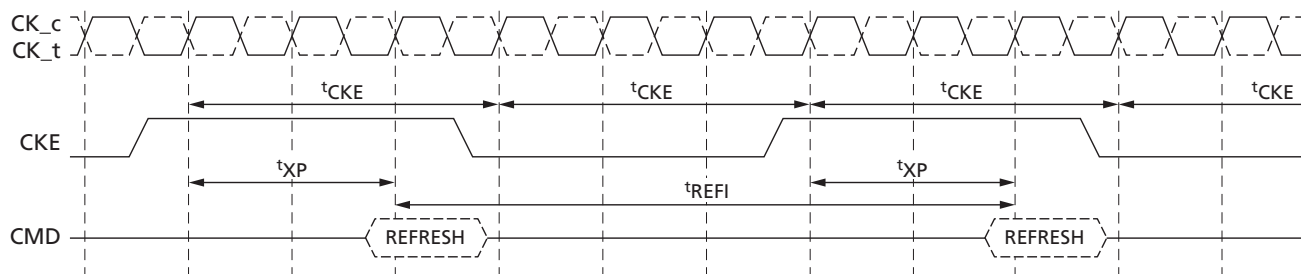 CK_c
CK_t
tCKE tCKE tCKE tCKE
CKE
tXP tXP
tREFI
CMD REFRESH REFRESH